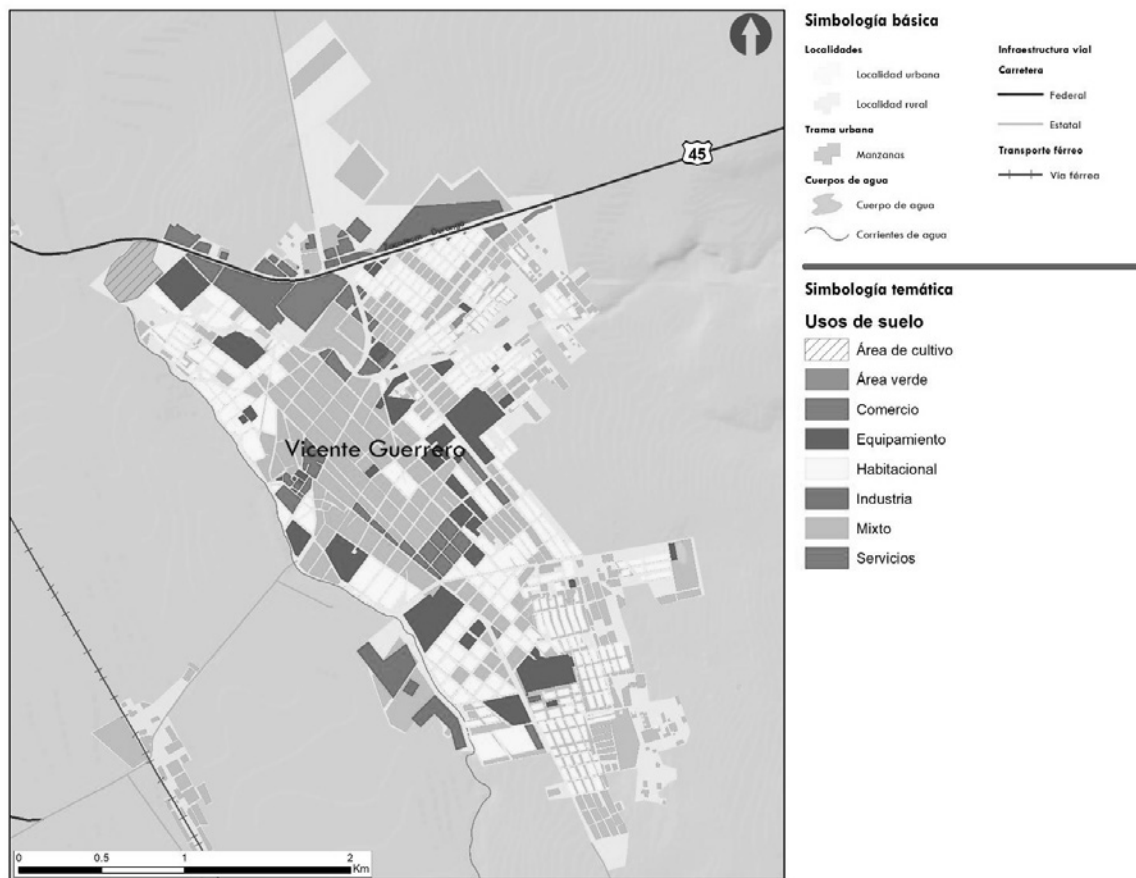 45
Zacatecas - Durango
Vicente Guerrero
0 0.5 1 2
Km
Simbología básica
Localidades
Localidad urbana
Localidad rural
Trama urbana
Manzanas
Cuerpos de agua
Cuerpo de agua
Corrientes de agua
Infraestructura vial
Carretera
Federal
Estatal
Transporte férreo
Vía férrea
Simbología temática
Usos de suelo
Área de cultivo
Área verde
Comercio
Equipamiento
Habitacional
Industria
Mixto
Servicios